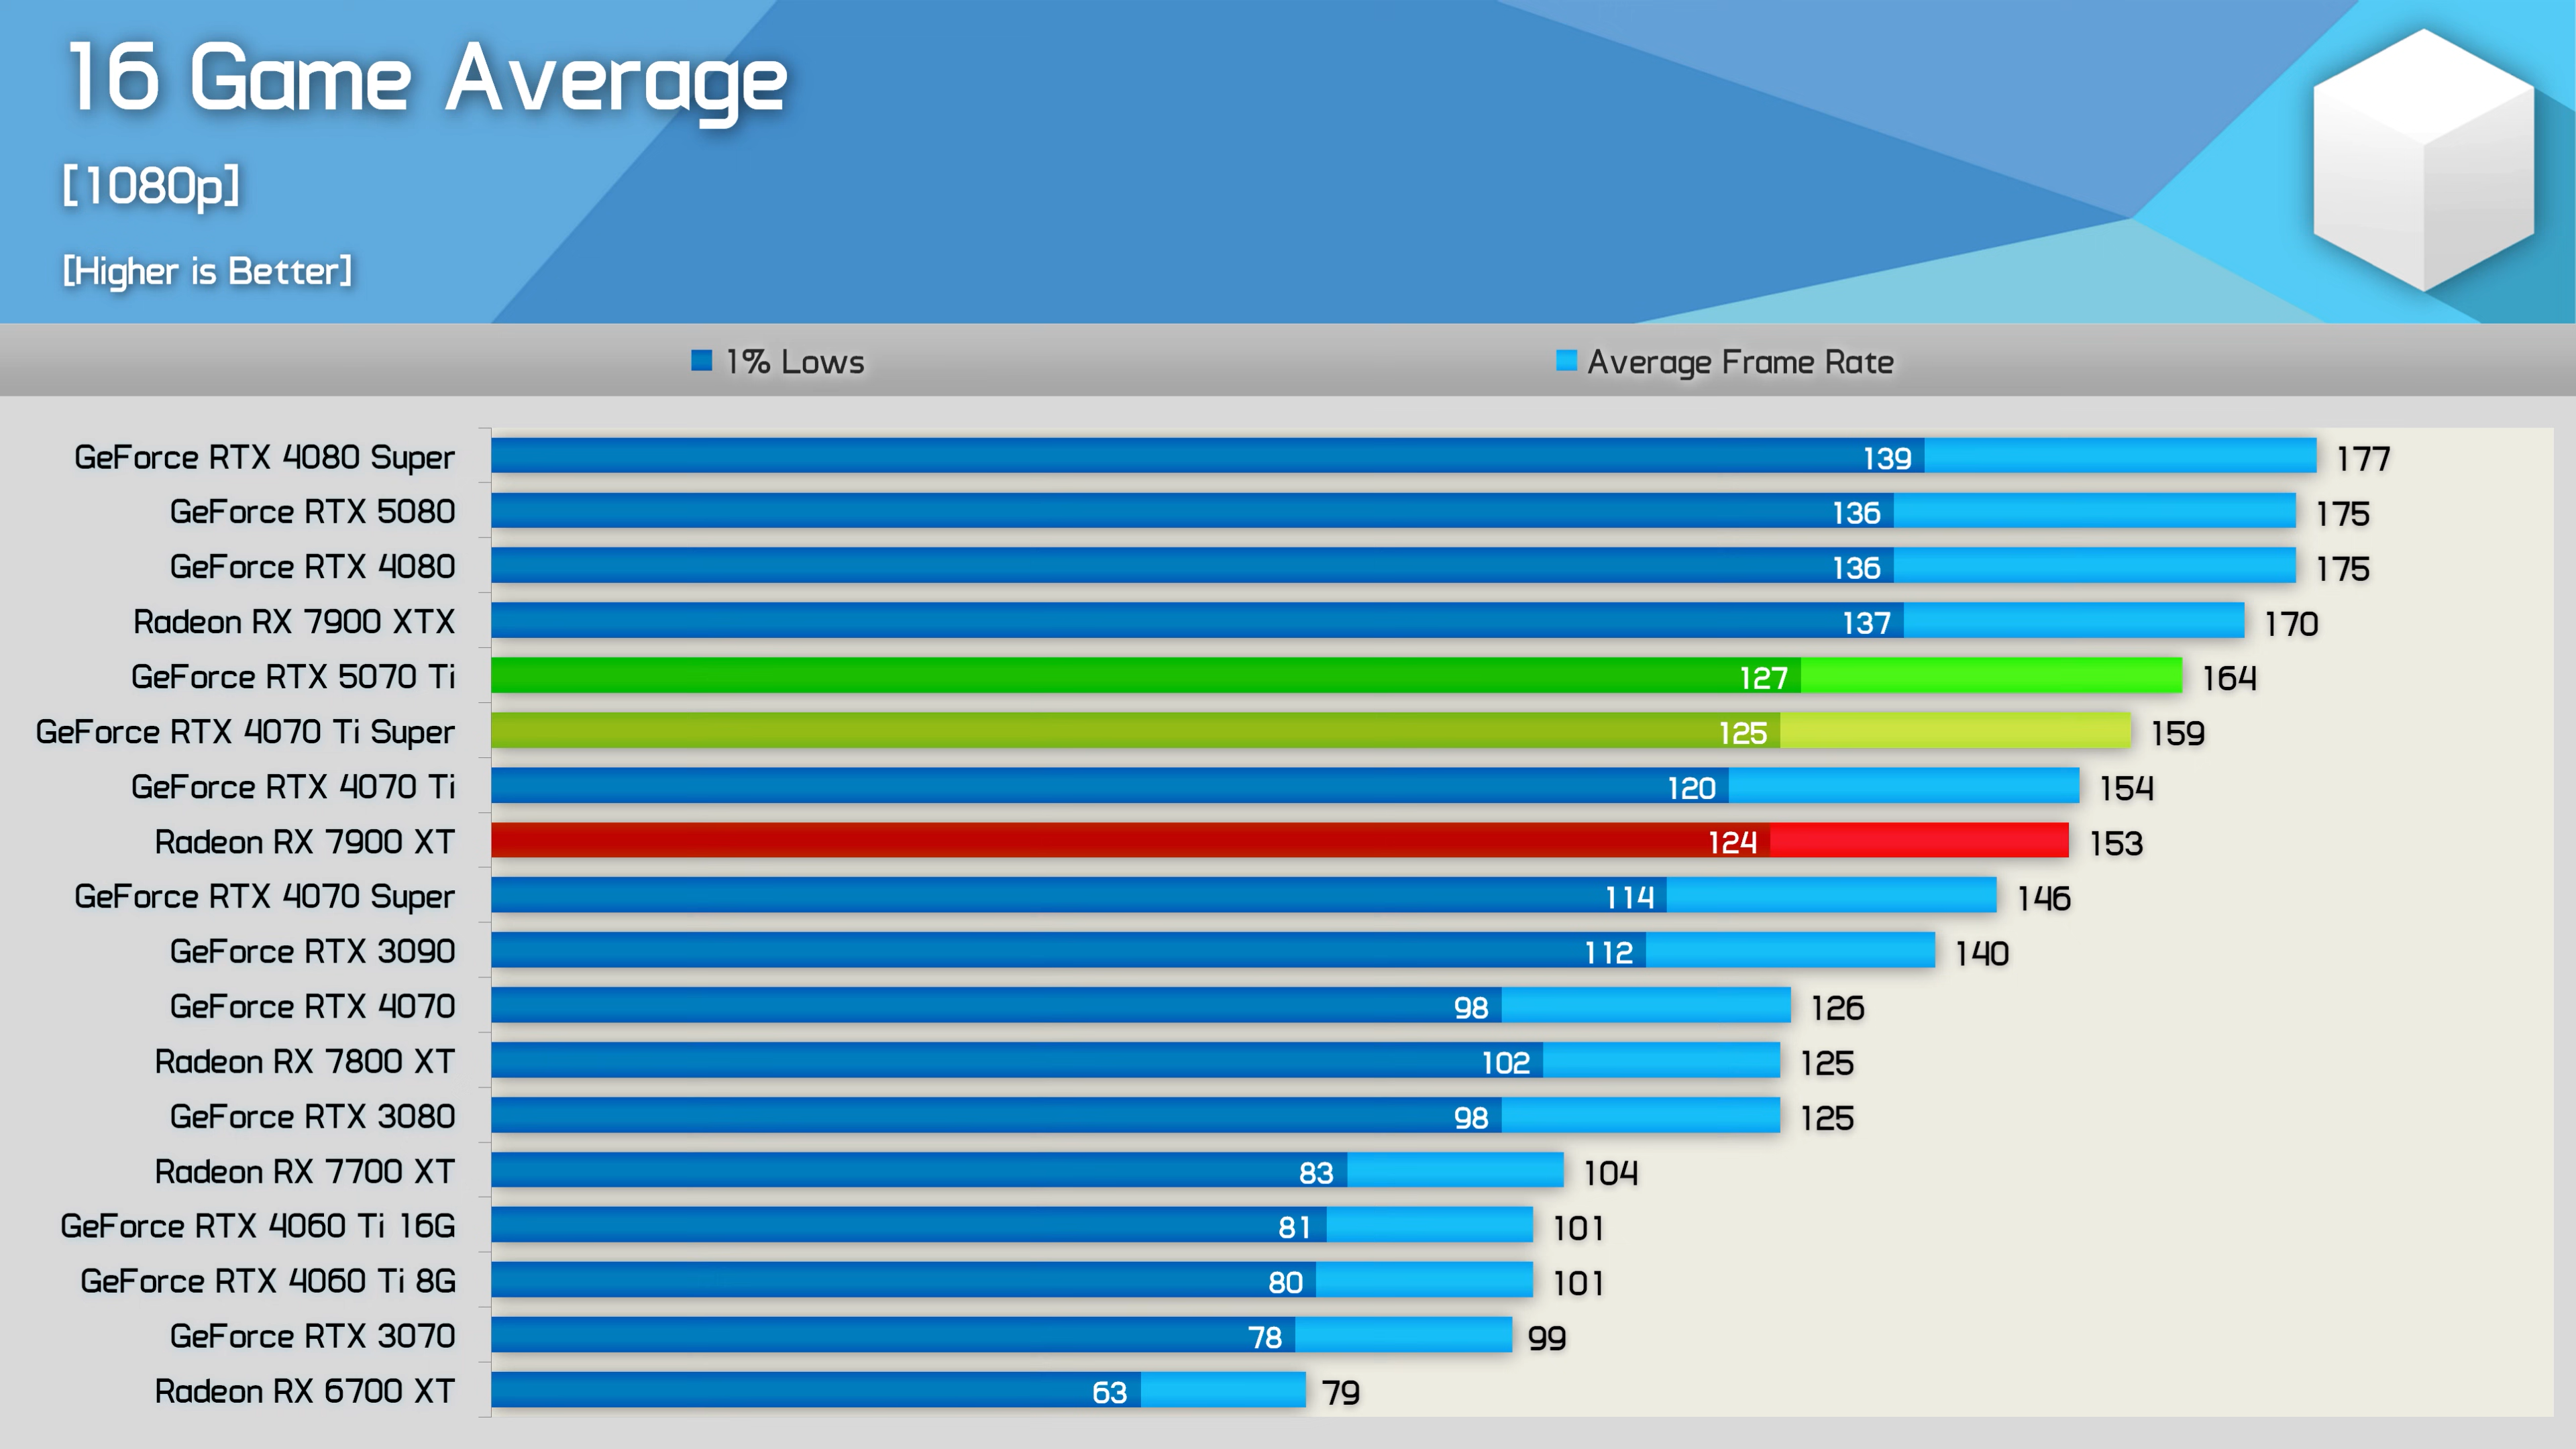 16 Game Average
[1080p]
[Higher is Better]
1% Lows Average Frame Rate
GeForce RTX 4080 Super 139 177
GeForce RTX 5080 136 175
GeForce RTX 4080 136 175
Radeon RX 7900 XTX 137 170
GeForce RTX 5070 Ti 127 164
GeForce RTX 4070 Ti Super 125 159
GeForce RTX 4070 Ti 120 154
Radeon RX 7900 XT 124 153
GeForce RTX 4070 Super 114 146
GeForce RTX 3090 112 140
GeForce RTX 4070 98 126
Radeon RX 7800 XT 102 125
GeForce RTX 3080 98 125
Radeon RX 7700 XT 83 104
GeForce RTX 4060 Ti 16G 81 101
GeForce RTX 4060 Ti 8G 80 101
GeForce RTX 3070 78 99
Radeon RX 6700 XT 63 79